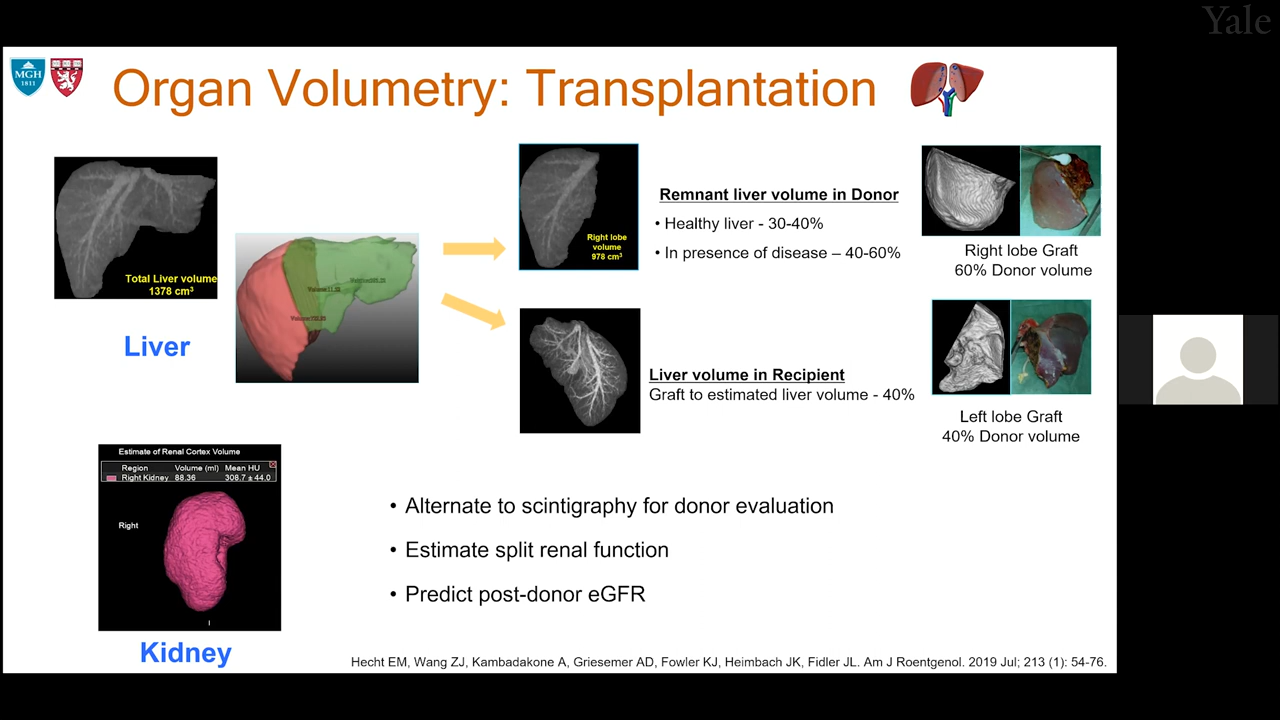 Yale
MGH
1811
Organ Volumetry: Transplantation
Total Liver volume
1378 cm³
Liver
Right lobe
volume
978 cm³
Remnant liver volume in Donor
• Healthy liver - 30-40%
• In presence of disease – 40-60%
Right lobe Graft
60% Donor volume
Liver volume in Recipient
Graft to estimated liver volume - 40%
Left lobe Graft
40% Donor volume
Estimate of Renal Cortex Volume
Region Volume (ml) Mean HU
Right Kidney 88.36 308.7 ± 44.0
Right
I
Kidney
• Alternate to scintigraphy for donor evaluation
• Estimate split renal function
• Predict post-donor eGFR
Hecht EM, Wang ZJ, Kambadakone A, Griesemer AD, Fowler KJ, Heimbach JK, Fidler JL. Am J Roentgenol. 2019 Jul; 213 (1): 54-76.